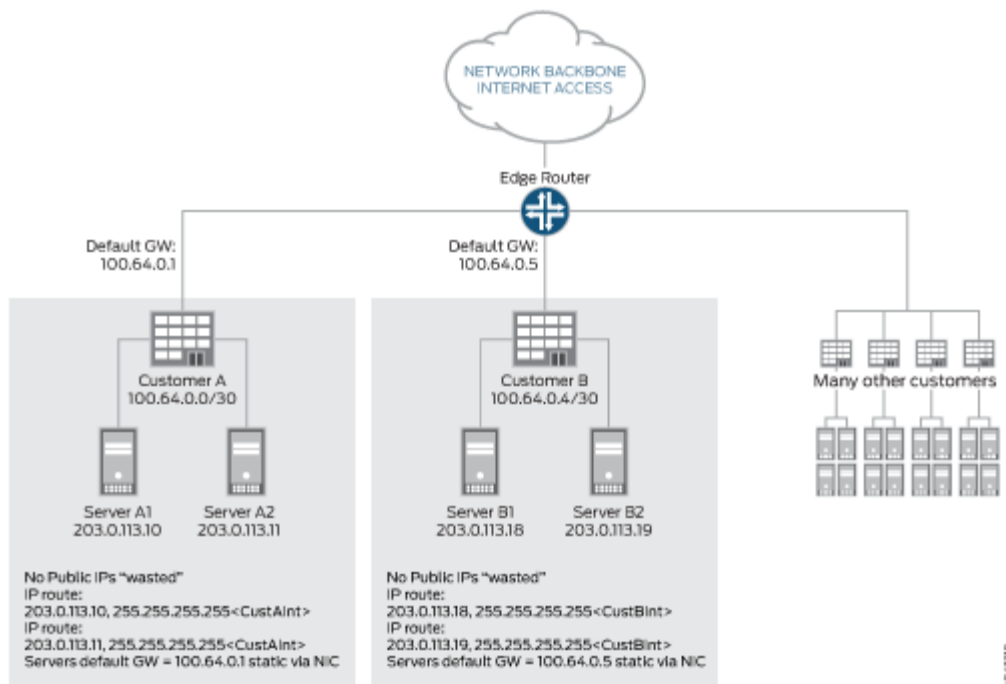 NETWORK BACKBONE
INTERNET ACCESS
Edge Router
Default GW:
100.64.0.1
Default GW:
100.64.0.5
Customer A
100.64.0.0/30
Customer B
100.64.0.4/30
Many other customers
Server A1
203.0.113.10
Server A2
203.0.113.11
Server B1
203.0.113.18
Server B2
203.0.113.19
No Public IPs “wasted”
IP route:
203.0.113.10, 255.255.255.255<CustAInt>
IP route:
203.0.113.11, 255.255.255.255<CustAInt>
Servers default GW = 100.64.0.1 static via NIC
No Public IPs “wasted”
IP route:
203.0.113.18, 255.255.255.255<CustBInt>
IP route:
203.0.113.19, 255.255.255.255<CustBInt>
Servers default GW = 100.64.0.5 static via NIC